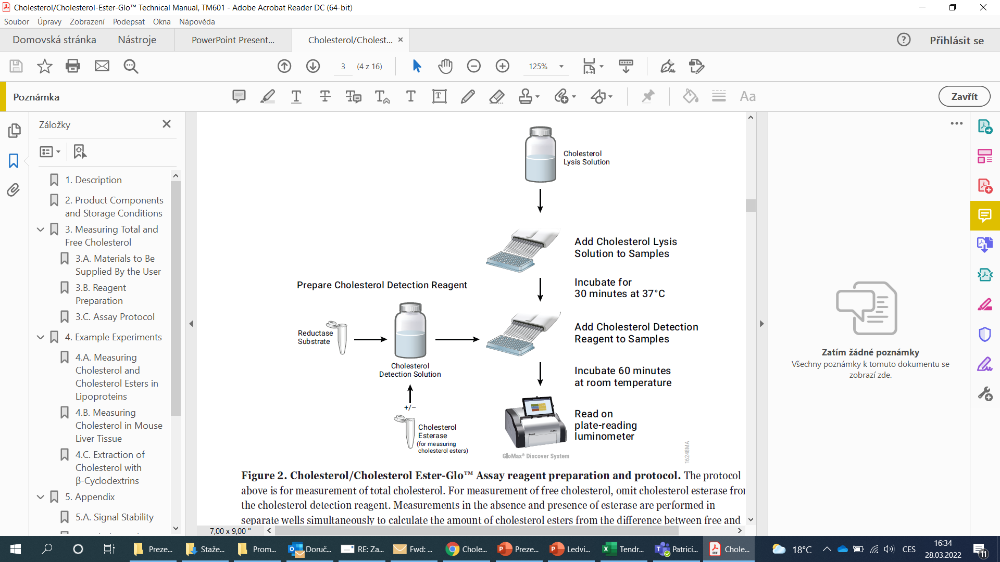 Cholesterol/Cholesterol-Ester-Glo™ Technical Manual, TM601 - Adobe Acrobat Reader DC (64-bit)
Soubor Úpravy Zobrazení Podepsat Okna Nápověda
Domovská stránka Nástroje PowerPoint Present... Cholesterol/Cholest... Přihlásit se
3 (4 z 16) 125%
Poznámka
Zavřít
Záložky
1. Description
2. Product Components
and Storage Conditions
3. Measuring Total and
Free Cholesterol
3.A. Materials to Be
Supplied By the User
3.B. Reagent
Preparation
3.C. Assay Protocol
4. Example Experiments
4.A. Measuring
Cholesterol and
Cholesterol Esters in
Lipoproteins
4.B. Measuring
Cholesterol in Mouse
Liver Tissue
4.C. Extraction of
Cholesterol with
β-Cyclodextrins
5. Appendix
5.A. Signal Stability
Cholesterol
Lysis Solution
Add Cholesterol Lysis
Solution to Samples
Incubate for
30 minutes at 37°C
Prepare Cholesterol Detection Reagent
Reductase
Substrate
Cholesterol
Detection Solution
+/−
Cholesterol
Esterase
(for measuring
cholesterol esters)
Add Cholesterol Detection
Reagent to Samples
Incubate 60 minutes
at room temperature
Read on
plate-reading
luminometer
GloMax® Discover System
16248MA
Figure 2. Cholesterol/Cholesterol Ester-Glo™ Assay reagent preparation and protocol. The protocol
above is for measurement of total cholesterol. For measurement of free cholesterol, omit cholesterol esterase from
the cholesterol detection reagent. Measurements in the absence and presence of esterase are performed in
separate wells simultaneously to calculate the amount of cholesterol esters from the difference between free and
7,00 x 9,00 "
Zatím žádné poznámky
Všechny poznámky k tomuto dokumentu se
zobrazí zde.
Preze... Staže... Prom... Doruč... RE: Za... Fwd: ... Chole... Preze... Ledvi... Tendr... Patrici... Chole... 18°C CES
16:34
28.03.2022
11